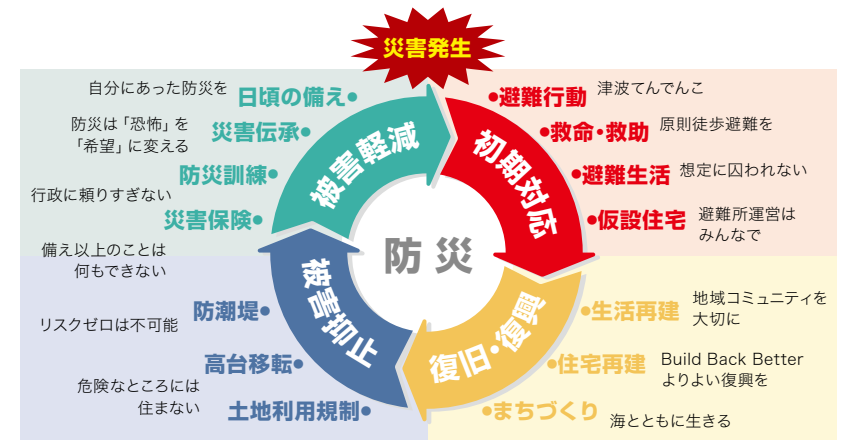 災害発生
自分にあった防災を
日頃の備え•
防災は「恐怖」を
「希望」に変える
災害伝承•
防災訓練•
行政に頼りすぎない
災害保険•
備え以上のことは
何もできない
被害軽減
•避難行動
津波てんでんこ
•救命・救助
原則徒歩避難を
•避難生活
想定に囚われない
•仮設住宅
避難所運営は
みんなで
初期対応
防災
•生活再建
地域コミュニティを
大切に
•住宅再建
Build Back Better
よりよい復興を
•まちづくり
海とともに生きる
復旧・復興
被害抑止
防潮堤•
リスクゼロは不可能
高台移転•
危険なところには
住まない
土地利用規制•